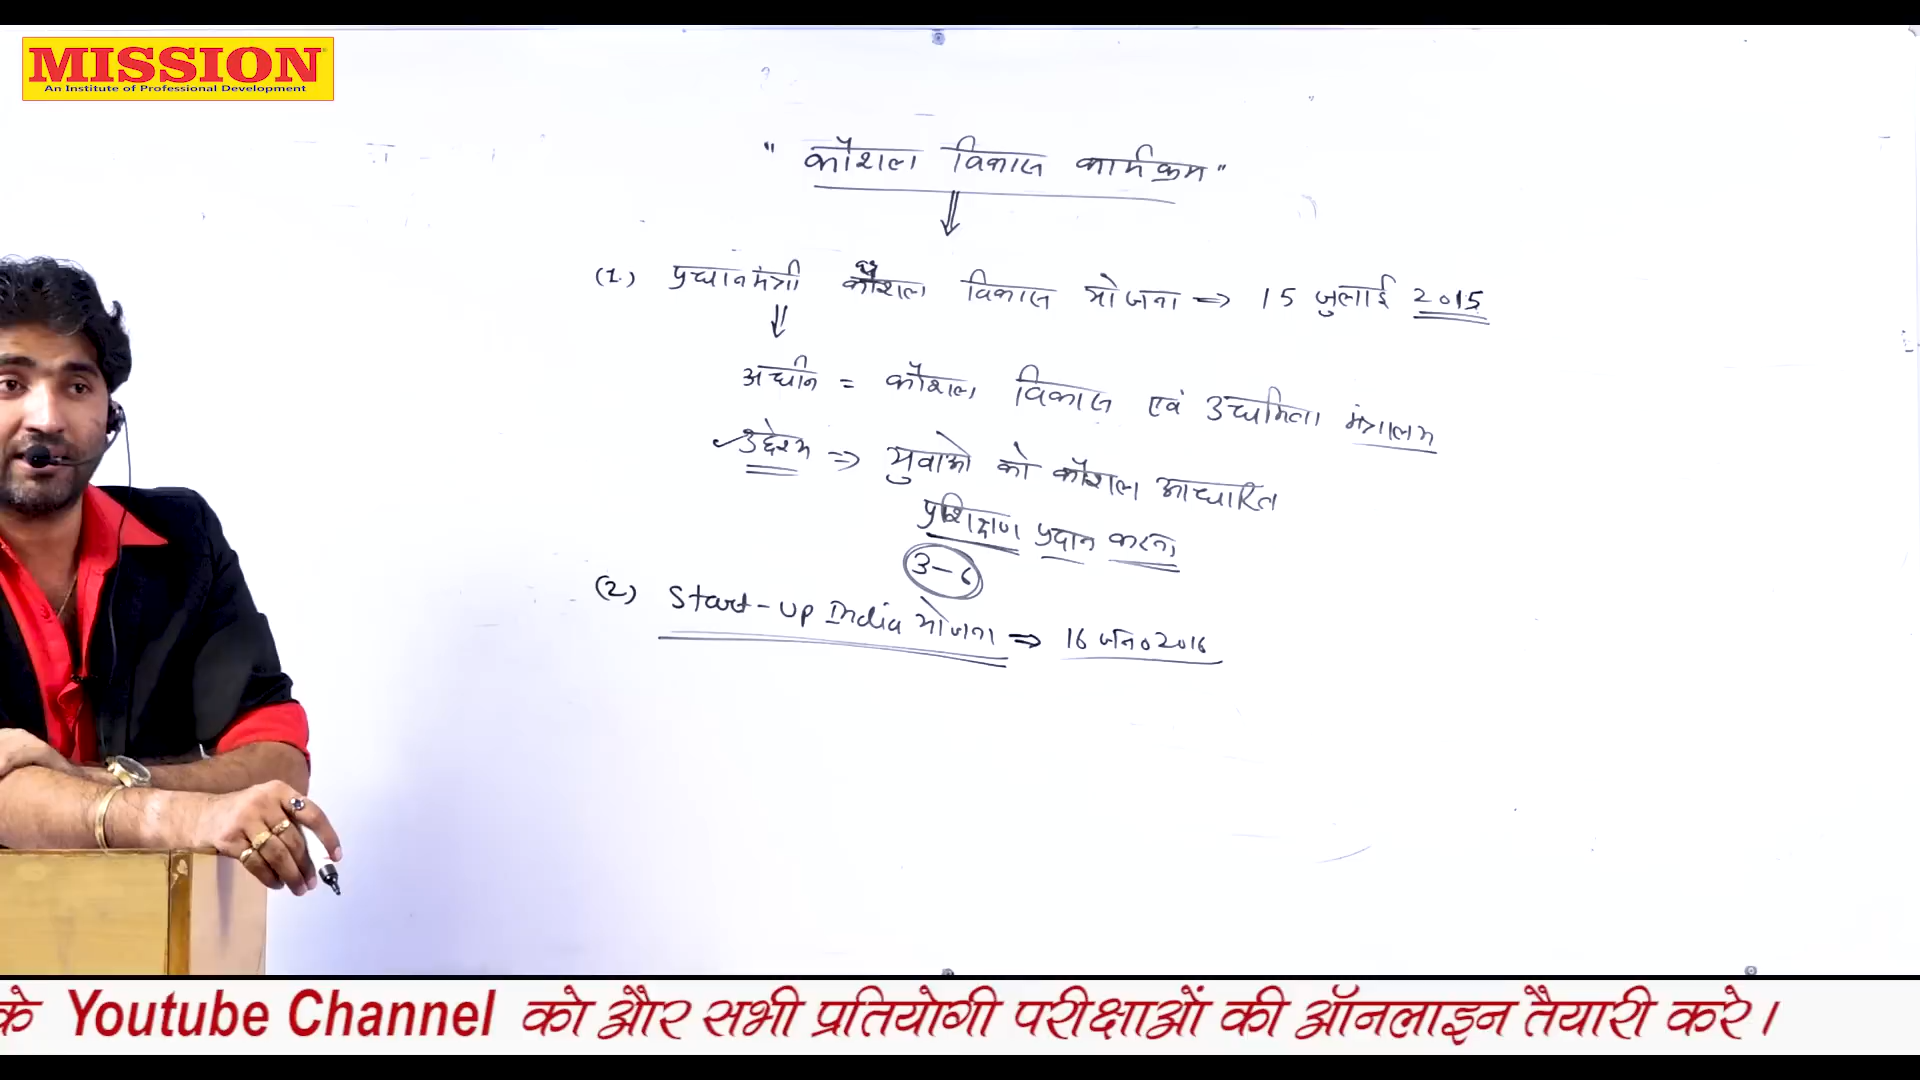 MISSION
An Institute of Professional Development
" कौशल विकास कार्यक्रम "
(1.) प्रधानमंत्री कौशल विकास योजना ⇒ 15 जुलाई 2015
अधीन = कौशल विकास एवं उद्यमिता मंत्रालय
उद्देश्य ⇒ युवाओ को कौशल आधारित
प्रशिक्षण प्रदान करना
3-6
(2) Start-up India योजना ⇒ 16 जन० 2016
के Youtube Channel को और सभी प्रतियोगी परीक्षाओं की ऑनलाइन तैयारी करे।